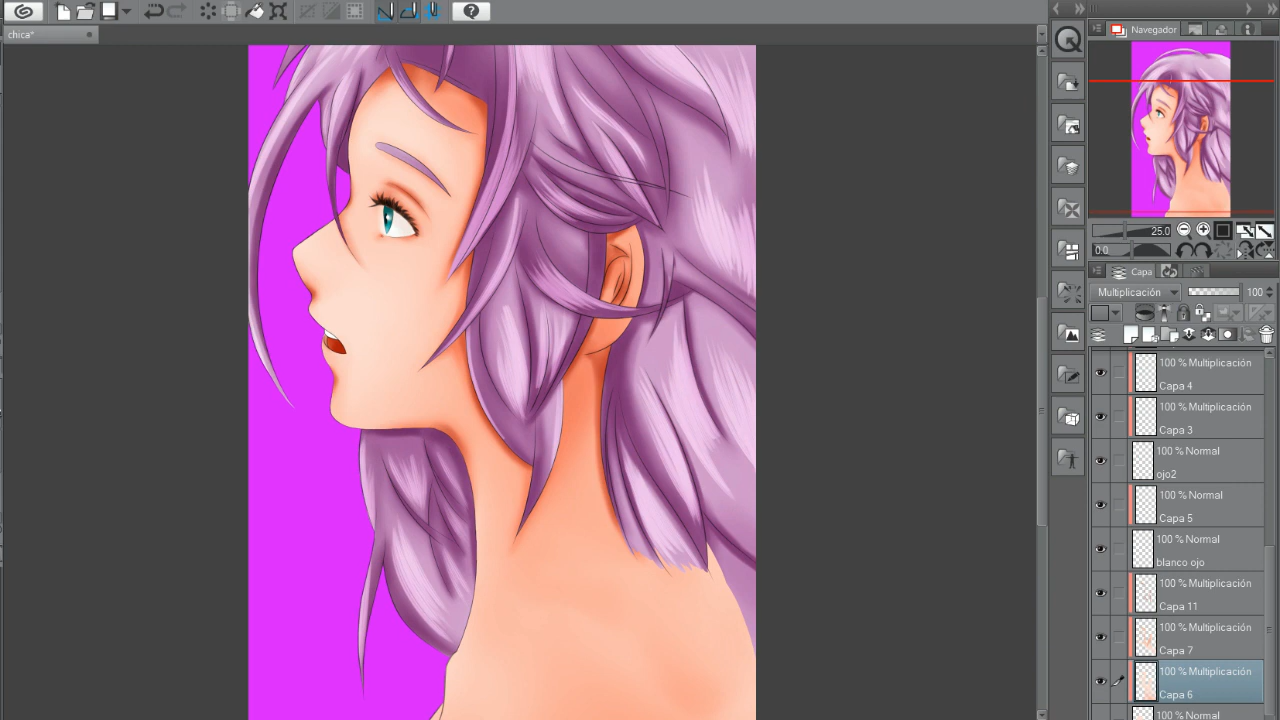 chica*
Navegador
25.0
0.0
Capa
Multiplicación
100
100 % Multiplicación
Capa 4
100 % Multiplicación
Capa 3
100 % Normal
ojo2
100 % Normal
Capa 5
100 % Normal
blanco ojo
100 % Multiplicación
Capa 11
100 % Multiplicación
Capa 7
100 % Multiplicación
Capa 6
100 % Normal